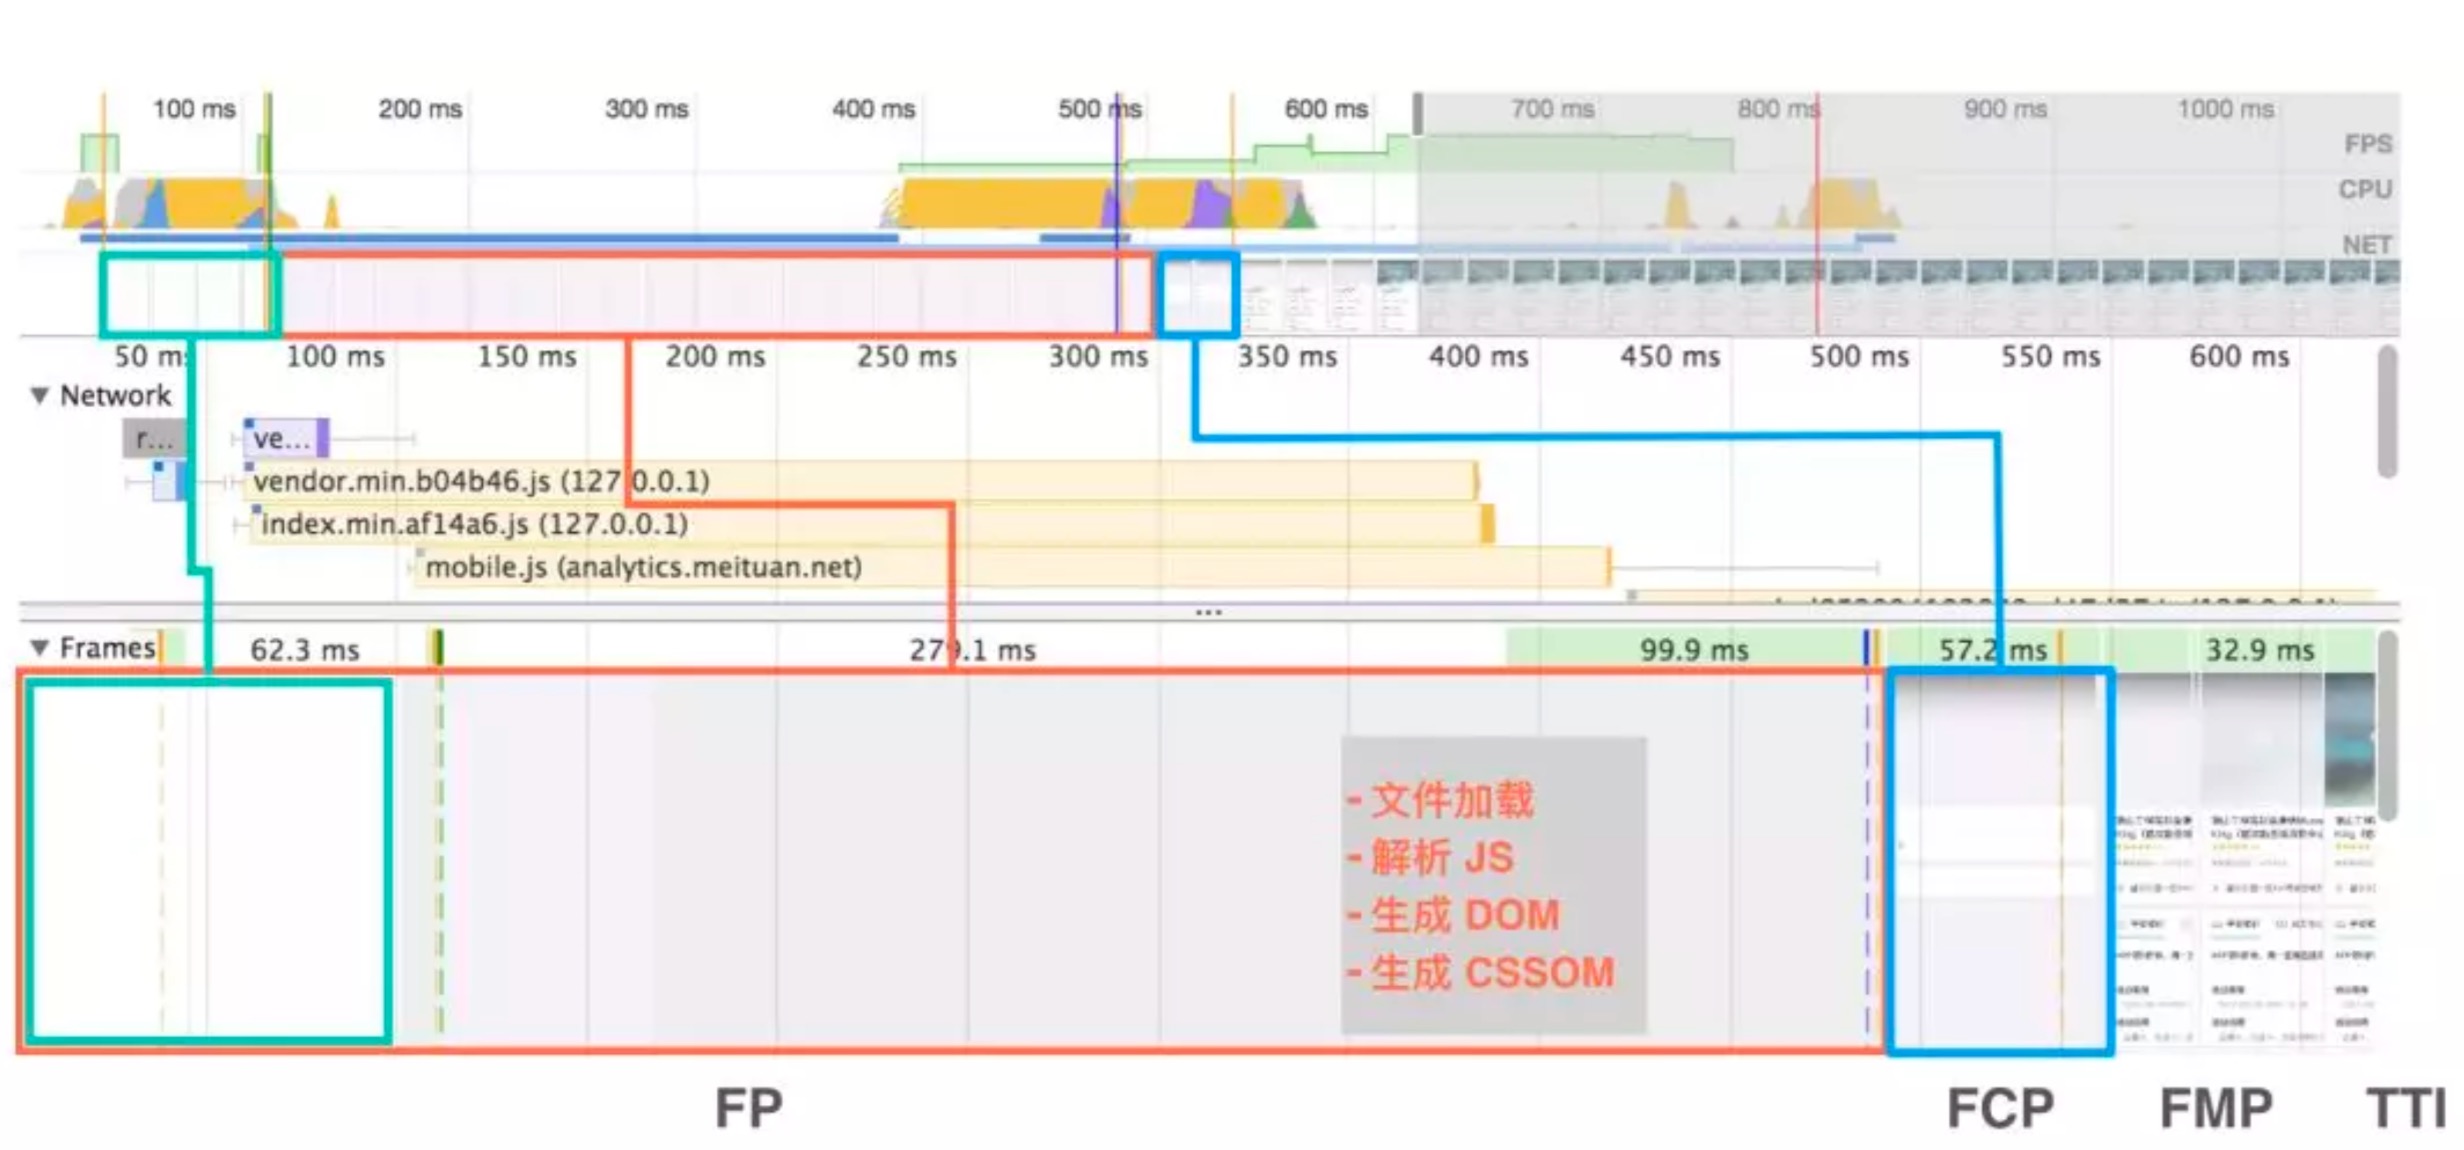 100 ms 200 ms 300 ms 400 ms 500 ms 600 ms 700 ms 800 ms 900 ms 1000 ms
FPS
CPU
NET
50 ms 100 ms 150 ms 200 ms 250 ms 300 ms 350 ms 400 ms 450 ms 500 ms 550 ms 600 ms
▼ Network
r... ve...
vendor.min.b04b46.js (127.0.0.1)
index.min.af14a6.js (127.0.0.1)
mobile.js (analytics.meituan.net)
...
▼ Frames 62.3 ms 279.1 ms 99.9 ms 57.2 ms 32.9 ms
- 文件加载
- 解析 JS
- 生成 DOM
- 生成 CSSOM
FP FCP FMP TTI